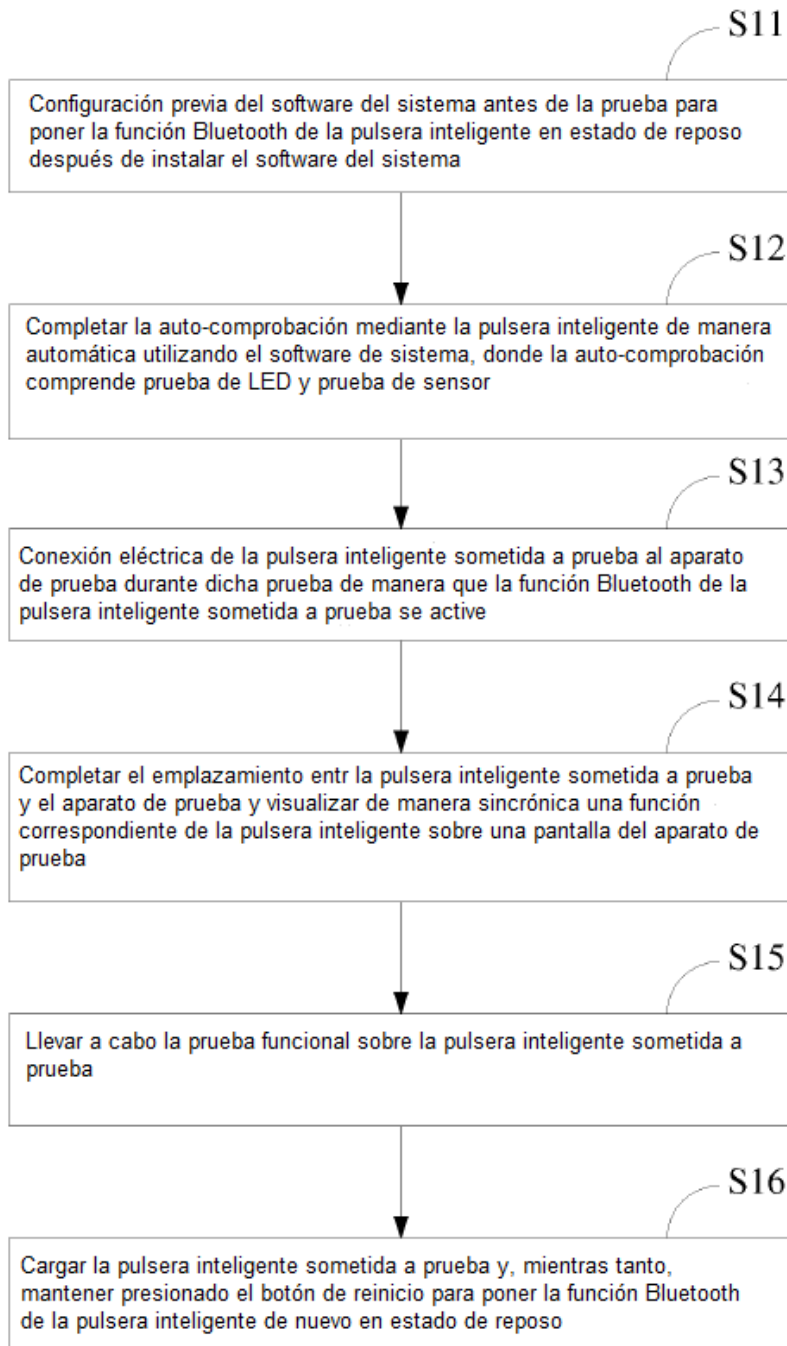 S11
Configuración previa del software del sistema antes de la prueba para
poner la función Bluetooth de la pulsera inteligente en estado de reposo
después de instalar el software del sistema
S12
Completar la auto-comprobación mediante la pulsera inteligente de manera
automática utilizando el software de sistema, donde la auto-comprobación
comprende prueba de LED y prueba de sensor
S13
Conexión eléctrica de la pulsera inteligente sometida a prueba al aparato
de prueba durante dicha prueba de manera que la función Bluetooth de la
pulsera inteligente sometida a prueba se active
S14
Completar el emplazamiento entr la pulsera inteligente sometida a prueba
y el aparato de prueba y visualizar de manera sincrónica una función
correspondiente de la pulsera inteligente sobre una pantalla del aparato de
prueba
S15
Llevar a cabo la prueba funcional sobre la pulsera inteligente sometida a
prueba
S16
Cargar la pulsera inteligente sometida a prueba y, mientras tanto,
mantener presionado el botón de reinicio para poner la función Bluetooth
de la pulsera inteligente de nuevo en estado de reposo